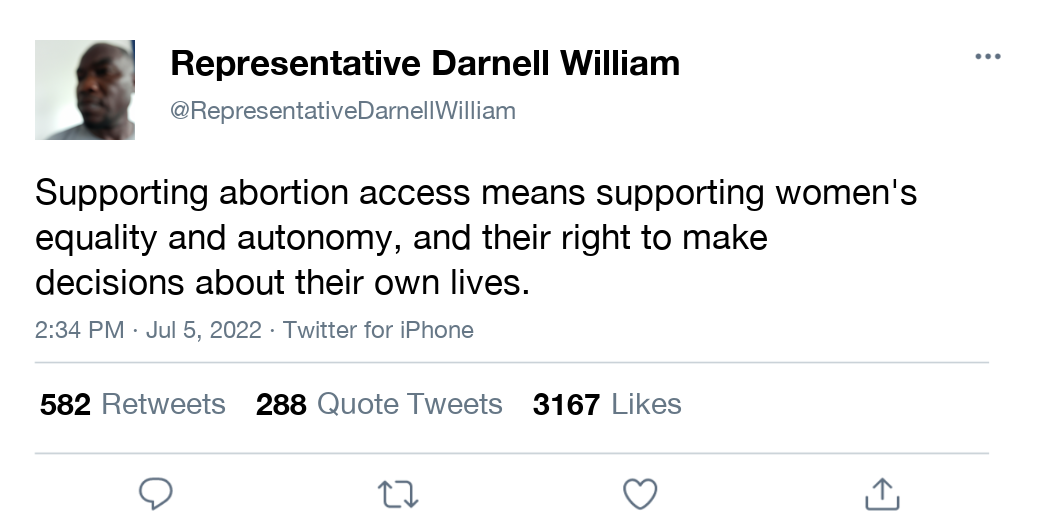 Representative Darnell William
@RepresentativeDarnellWilliam
Supporting abortion access means supporting women's
equality and autonomy, and their right to make
decisions about their own lives.
2:34 PM · Jul 5, 2022 · Twitter for iPhone
582 Retweets 288 Quote Tweets 3167 Likes